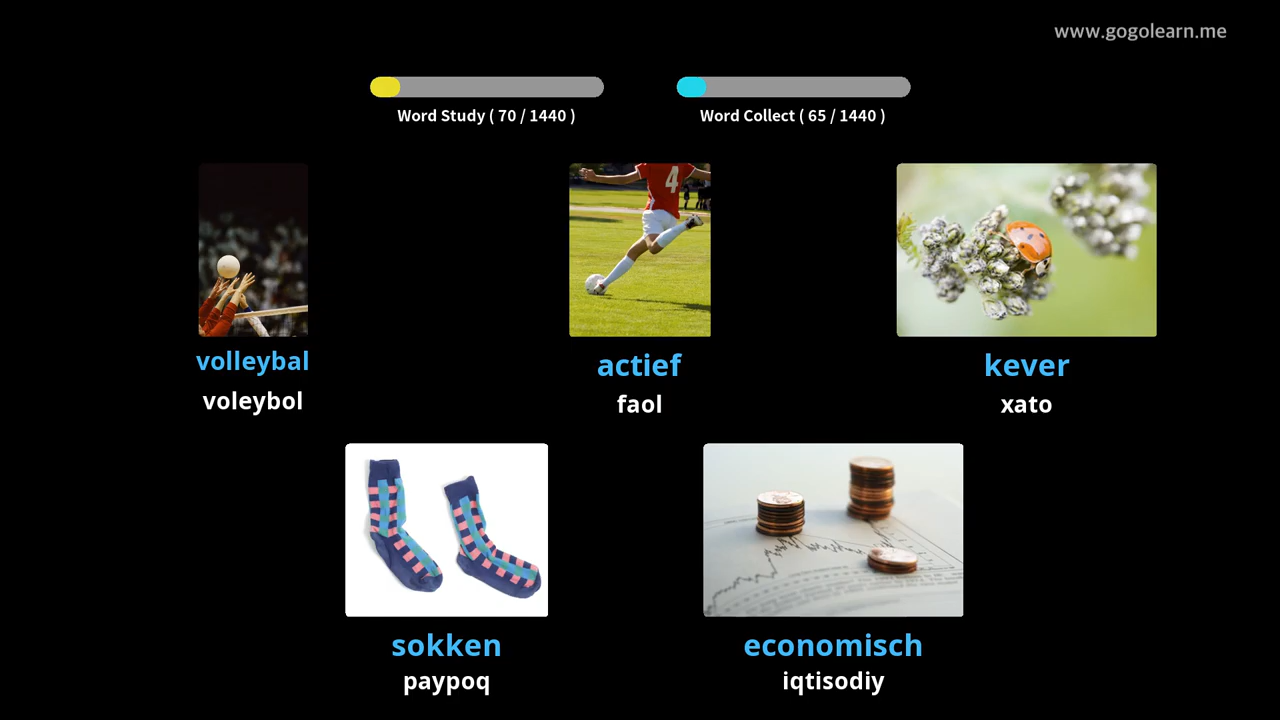 www.gogolearn.me
Word Study ( 70 / 1440 )
Word Collect ( 65 / 1440 )
4
volleybal
actief
kever
voleybol
faol
xato
sokken
economisch
paypoq
iqtisodiy